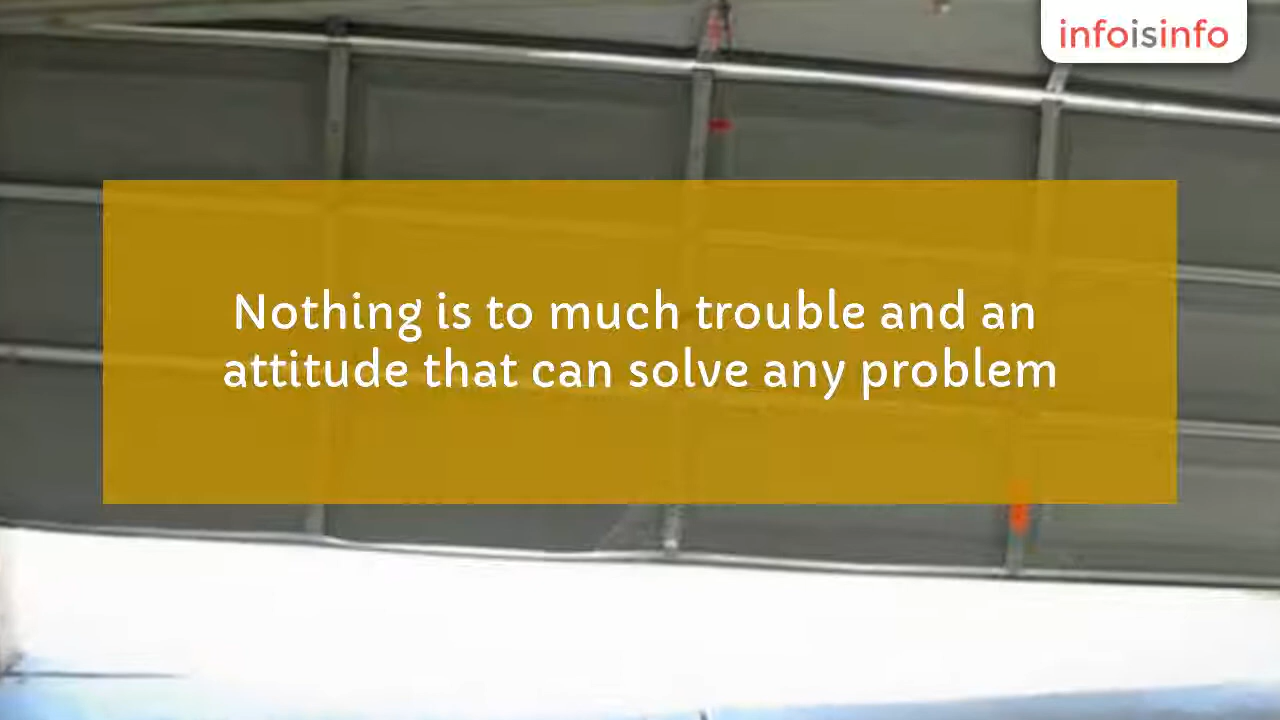 infoisinfo
Nothing is to much trouble and an
attitude that can solve any problem